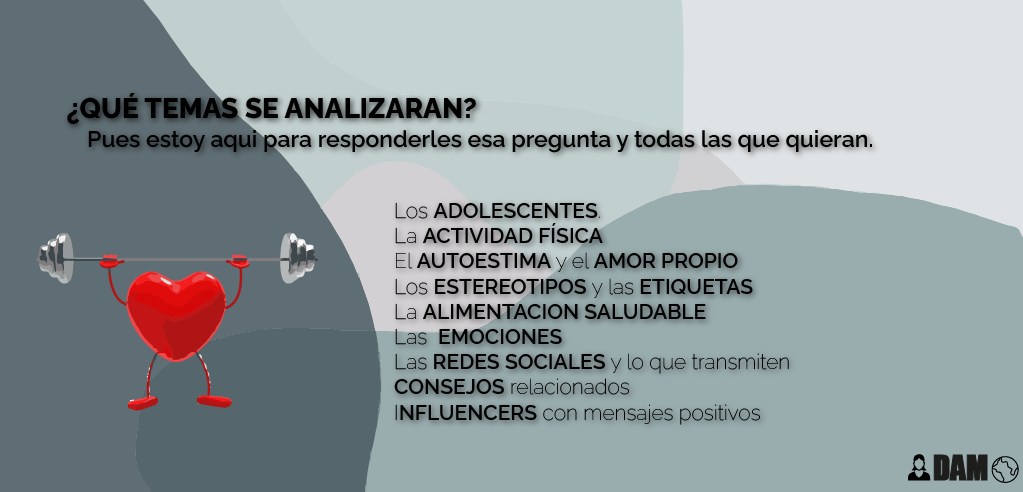 ¿QUÉ TEMAS SE ANALIZARAN?
Pues estoy aqui para responderles esa pregunta y todas las que quieran.
Los ADOLESCENTES.
La ACTIVIDAD FÍSICA
El AUTOESTIMA y el AMOR PROPIO
Los ESTEREOTIPOS y las ETIQUETAS
La ALIMENTACION SALUDABLE
Las EMOCIONES
Las REDES SOCIALES y lo que transmiten
CONSEJOS relacionados
INFLUENCERS con mensajes positivos
DAM